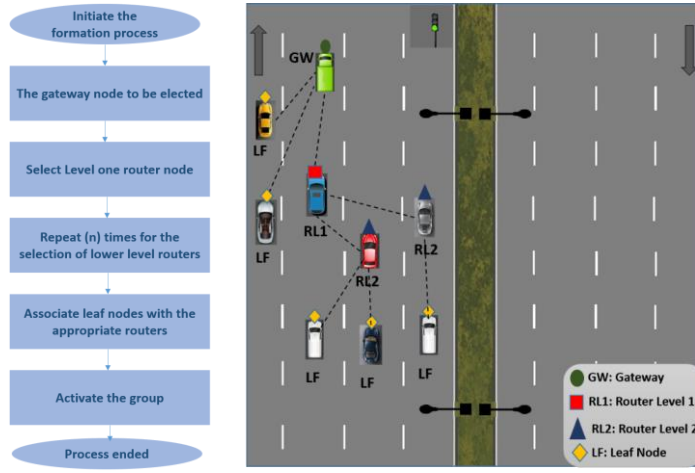 Initiate the
formation process
The gateway node to be elected
Select Level one router node
Repeat (n) times for the
selection of lower level routers
Associate leaf nodes with the
appropriate routers
Activate the group
Process ended
GW
LF
LF
RL1
RL2
RL2
LF
LF
LF
GW: Gateway
RL1: Router Level 1
RL2: Router Level 2
LF: Leaf Node